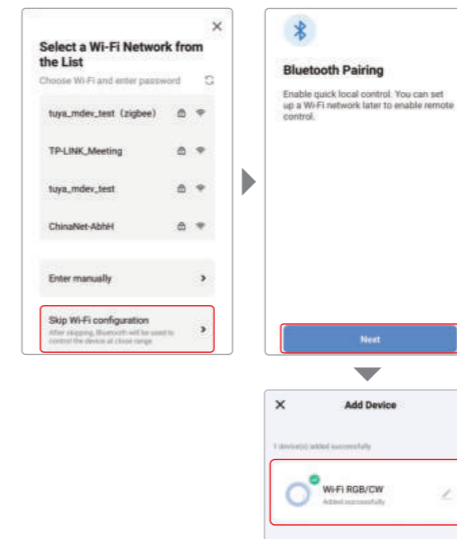 Select a Wi-Fi Network from
the List
Choose Wi-Fi and enter password
tuya_mdev_test (zigbee)
TP-LINK_Meeting
tuya_mdev_test
ChinaNet-AbhH
Enter manually
Skip Wi-Fi configuration
After skipping, Bluetooth will be used to
control the device at close range
Bluetooth Pairing
Enable quick local control. You can set
up a Wi-Fi network later to enable remote
control.
Next
Add Device
1 device(s) added successfully
Wi-Fi RGB/CW
Added successfully